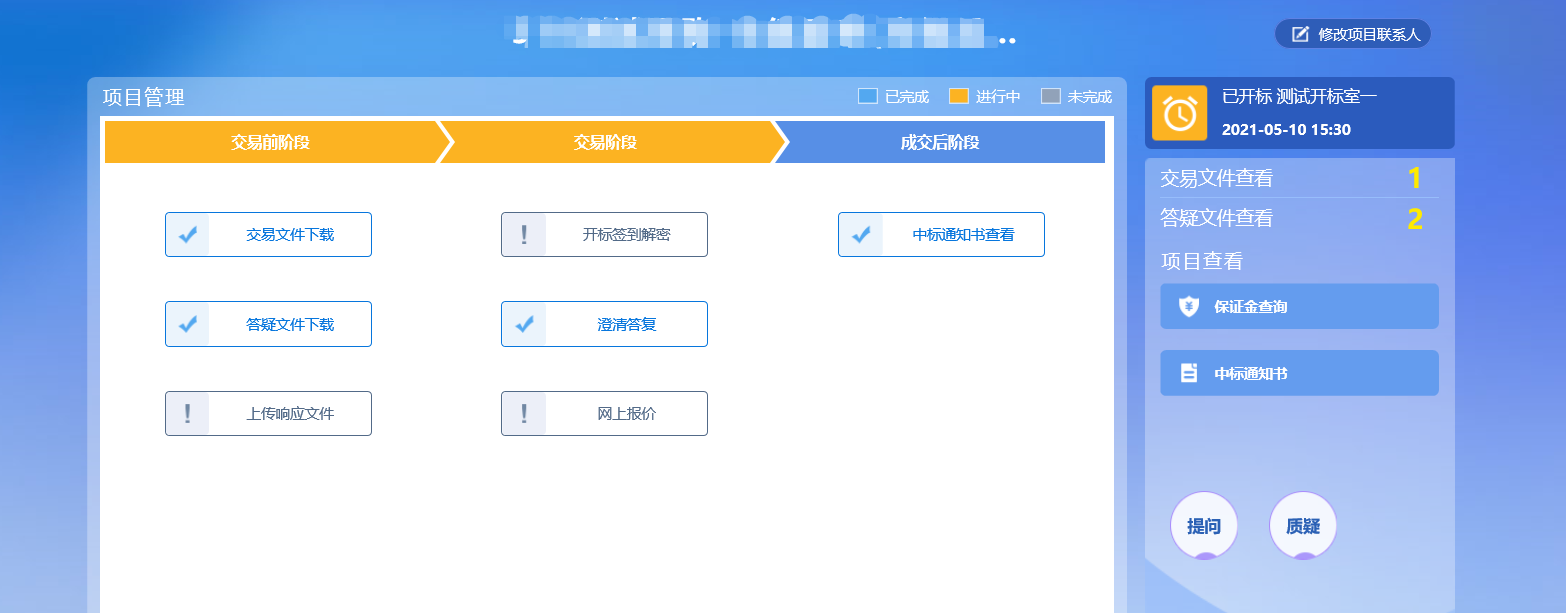 修改项目联系人
项目管理
已完成 进行中 未完成
交易前阶段 交易阶段 成交后阶段
交易文件下载 开标签到解密 中标通知书查看
答疑文件下载 澄清答复
上传响应文件 网上报价
已开标 测试开标室一
2021-05-10 15:30
交易文件查看 1
答疑文件查看 2
项目查看
保证金查询
中标通知书
提问 质疑